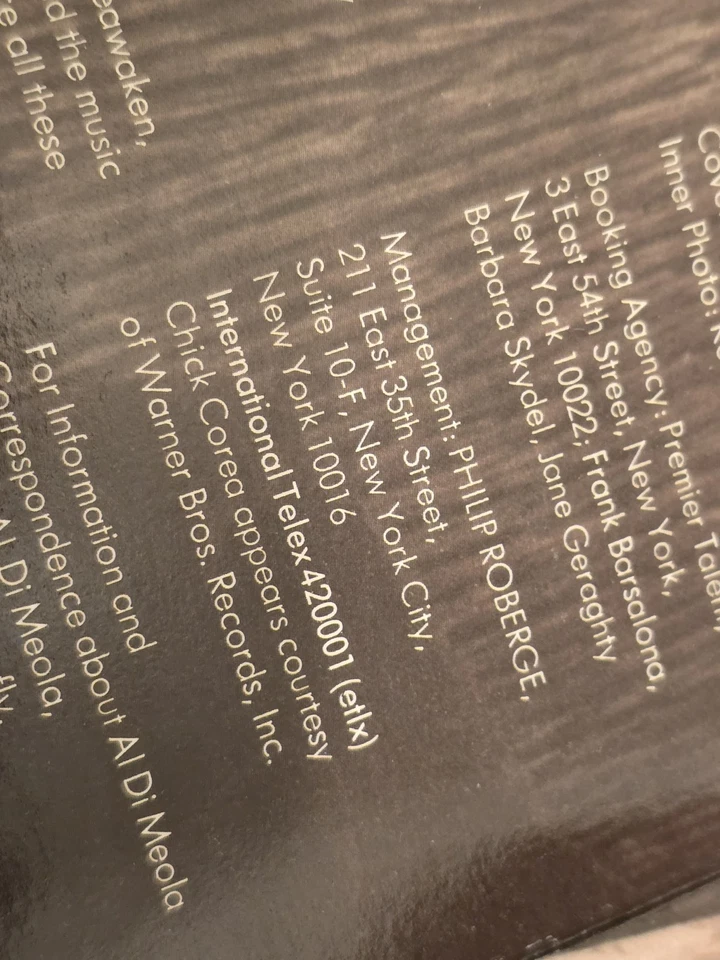 Inner Photo:
Booking Agency: Premier Talent
3 East 54th Street, New York,
New York 10022; Frank Barsalona,
Barbara Skydel, Jane Geraghty
Management: PHILIP ROBERGE,
211 East 35th Street,
Suite 10-F, New York City,
New York 10016
International Telex 420001 (etlx)
Chick Corea appears courtesy
of Warner Bros. Records, Inc.
For Information and
Correspondence about Al Di Meola
Al Di Meola,
eawaken,
d the music
e all these